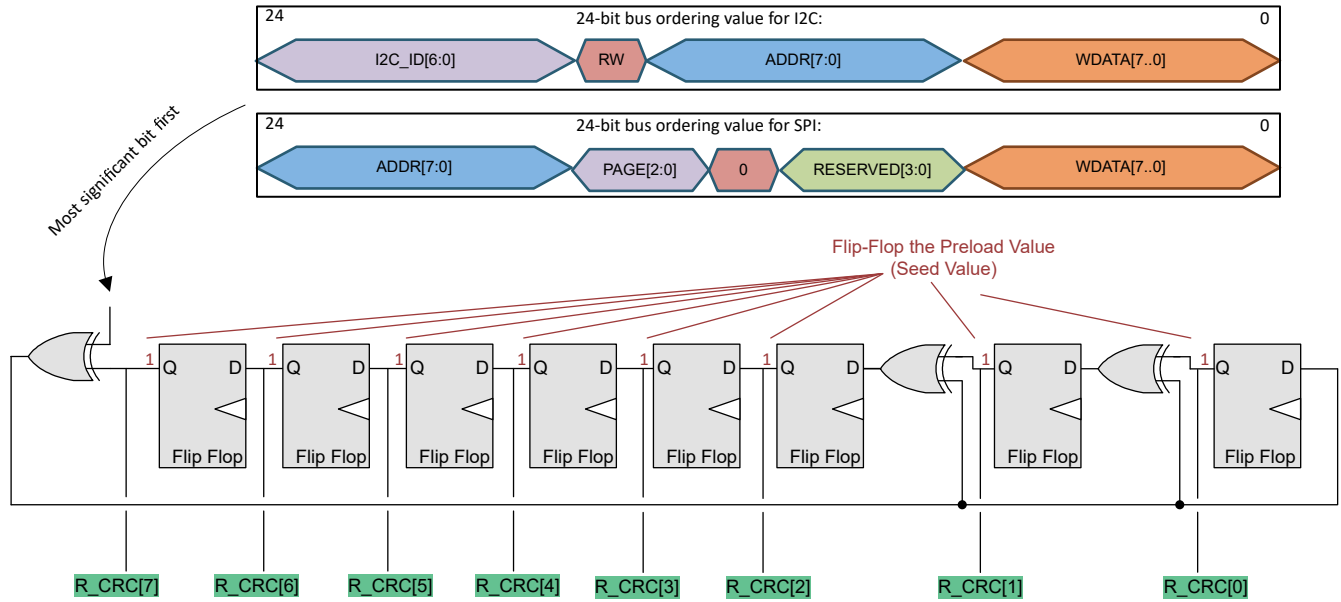 24 24-bit bus ordering value for I2C: 0
I2C_ID[6:0] RW ADDR[7:0] WDATA[7..0]
24 24-bit bus ordering value for SPI: 0
ADDR[7:0] PAGE[2:0] 0 RESERVED[3:0] WDATA[7..0]
Most significant bit first
Flip-Flop the Preload Value
(Seed Value)
1 Q D 1 Q D 1 Q D 1 Q D 1 Q D 1 Q D 1 Q D 1 Q D
Flip Flop Flip Flop Flip Flop Flip Flop Flip Flop Flip Flop Flip Flop Flip Flop
R_CRC[7] R_CRC[6] R_CRC[5] R_CRC[4] R_CRC[3] R_CRC[2] R_CRC[1] R_CRC[0]